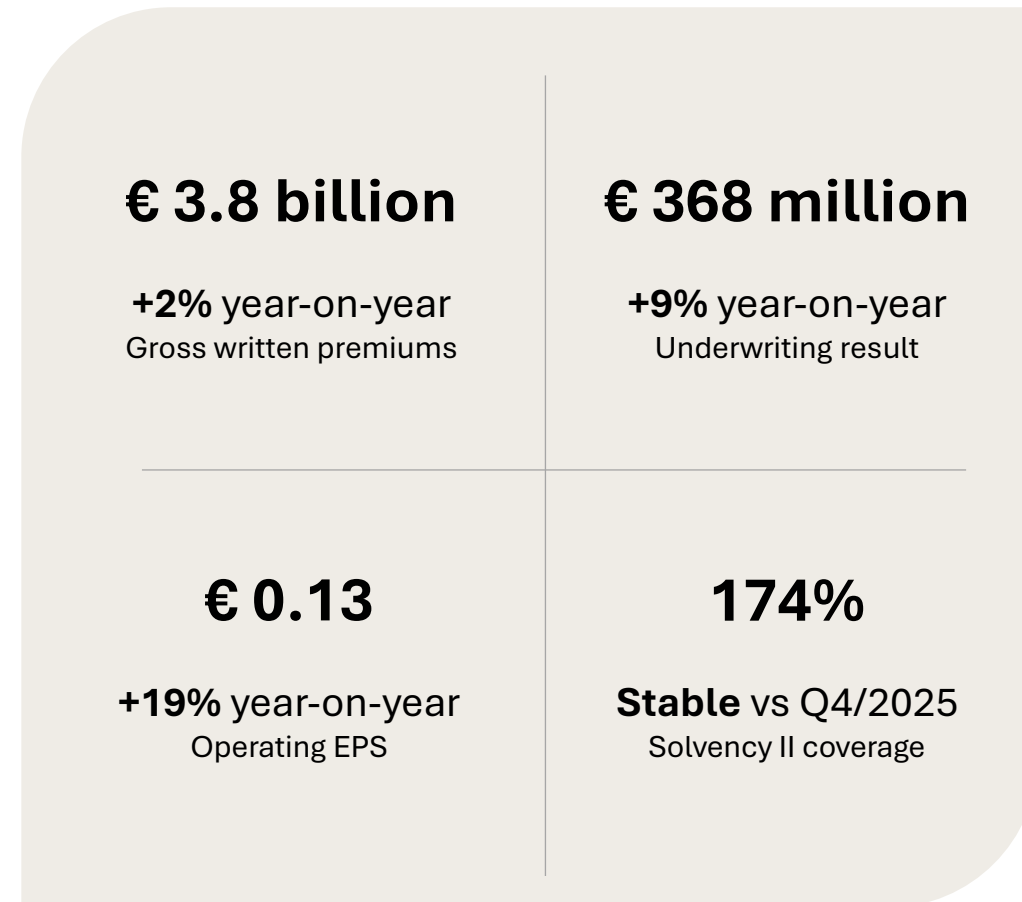 € 3.8 billion
+2% year-on-year
Gross written premiums
€ 368 million
+9% year-on-year
Underwriting result
€ 0.13
+19% year-on-year
Operating EPS
174%
Stable vs Q4/2025
Solvency II coverage